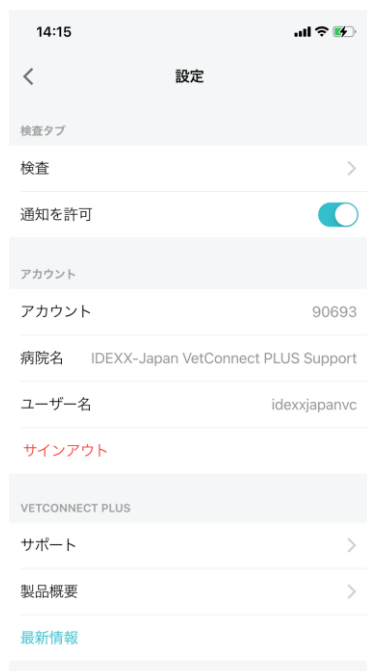 14:15
設定
検査タブ
検査
通知を許可
アカウント
アカウント 90693
病院名 IDEXX-Japan VetConnect PLUS Support
ユーザー名 idexxjapanvc
サインアウト
VETCONNECT PLUS
サポート
製品概要
最新情報